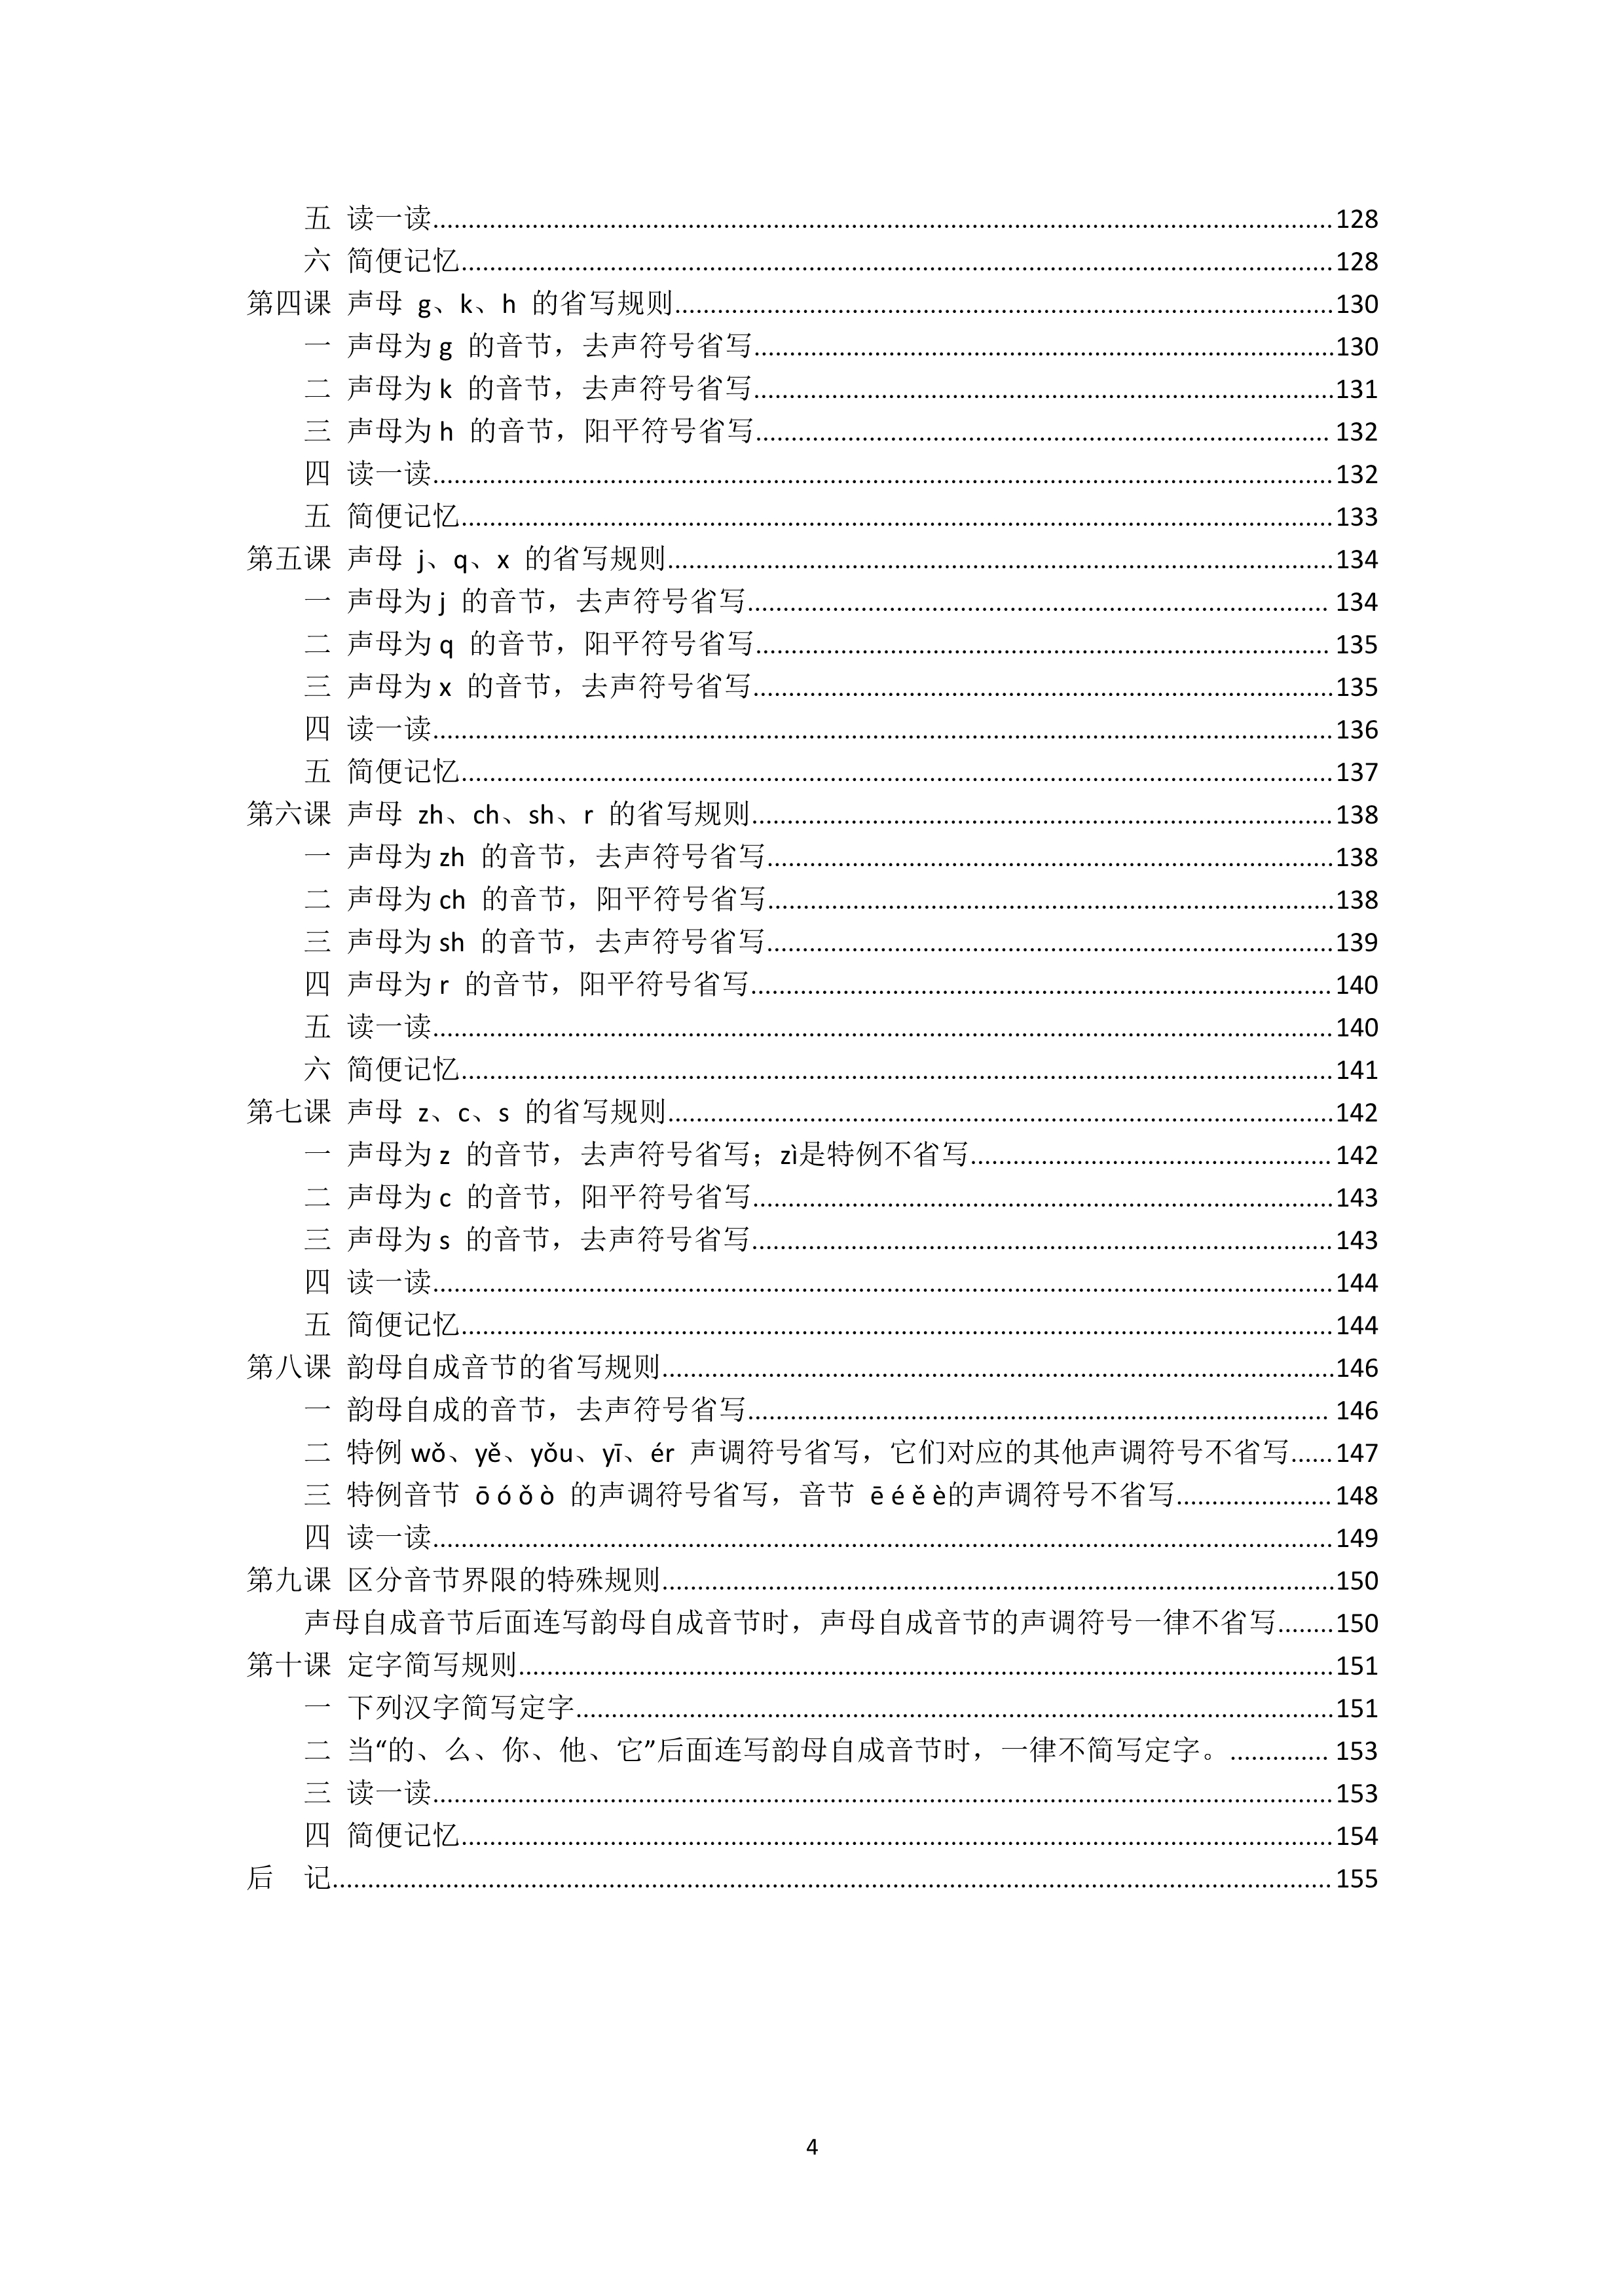 五 读一读........128
六 简便记忆........128
第四课 声母 g、k、h 的省写规则........130
一 声母为 g 的音节，去声符号省写........130
二 声母为 k 的音节，去声符号省写........131
三 声母为 h 的音节，阳平符号省写........132
四 读一读........132
五 简便记忆........133
第五课 声母 j、q、x 的省写规则........134
一 声母为 j 的音节，去声符号省写........134
二 声母为 q 的音节，阳平符号省写........135
三 声母为 x 的音节，去声符号省写........135
四 读一读........136
五 简便记忆........137
第六课 声母 zh、ch、sh、r 的省写规则........138
一 声母为 zh 的音节，去声符号省写........138
二 声母为 ch 的音节，阳平符号省写........138
三 声母为 sh 的音节，去声符号省写........139
四 声母为 r 的音节，阳平符号省写........140
五 读一读........140
六 简便记忆........141
第七课 声母 z、c、s 的省写规则........142
一 声母为 z 的音节，去声符号省写；zì是特例不省写........142
二 声母为 c 的音节，阳平符号省写........143
三 声母为 s 的音节，去声符号省写........143
四 读一读........144
五 简便记忆........144
第八课 韵母自成音节的省写规则........146
一 韵母自成的音节，去声符号省写........146
二 特例 wǒ、yě、yǒu、yī、ér 声调符号省写，它们对应的其他声调符号不省写......147
三 特例音节 ō ó ǒ ò 的声调符号省写，音节 ē é ě è的声调符号不省写........148
四 读一读........149
第九课 区分音节界限的特殊规则........150
声母自成音节后面连写韵母自成音节时，声母自成音节的声调符号一律不省写........150
第十课 定字简写规则........151
一 下列汉字简写定字........151
二 当“的、么、你、他、它”后面连写韵母自成音节时，一律不简写定字。........153
三 读一读........153
四 简便记忆........154
后 记........155
4